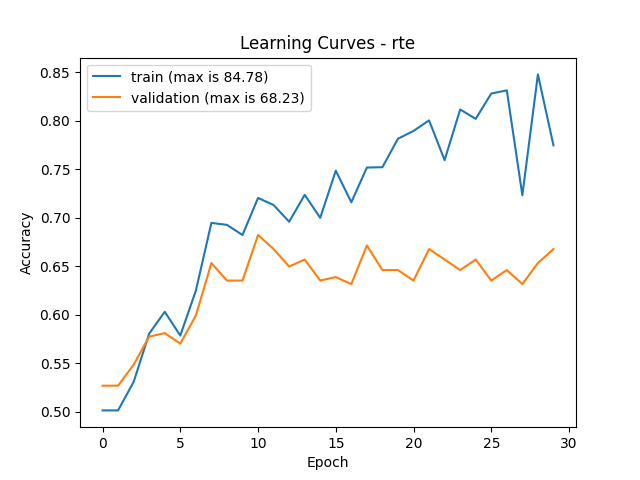 Learning Curves - rte
train (max is 84.78)
validation (max is 68.23)
Accuracy
0.85
0.80
0.75
0.70
0.65
0.60
0.55
0.50
0 5 10 15 20 25 30
Epoch